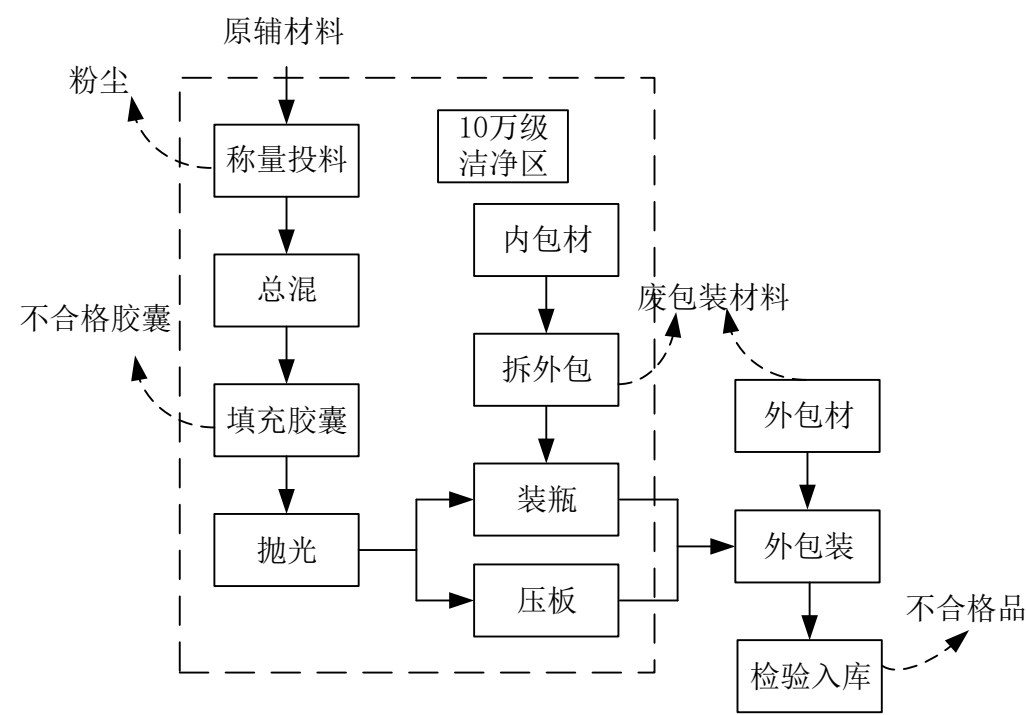 原辅材料
粉尘
称量投料
10万级
洁净区
总混
内包材
不合格胶囊
废包装材料
拆外包
填充胶囊
外包材
抛光
装瓶
外包装
压板
不合格品
检验入库